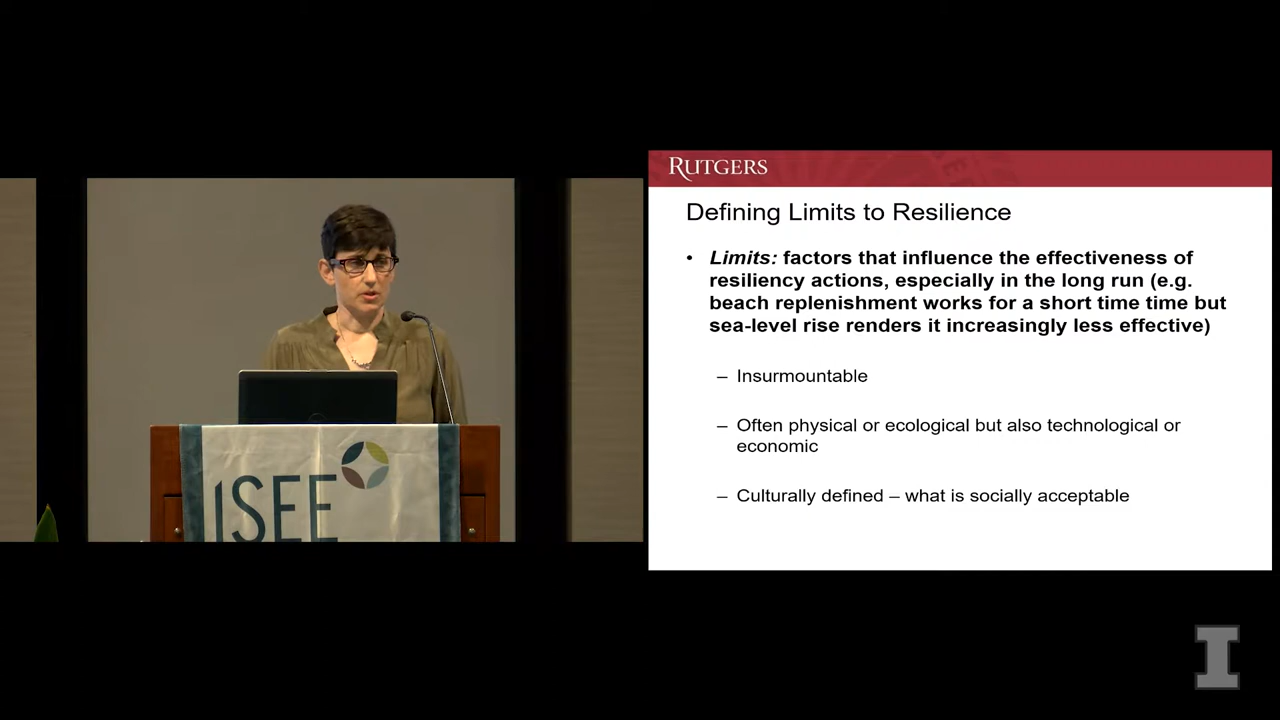 RUTGERS
Defining Limits to Resilience
• Limits: factors that influence the effectiveness of
resiliency actions, especially in the long run (e.g.
beach replenishment works for a short time time but
sea-level rise renders it increasingly less effective)
– Insurmountable
– Often physical or ecological but also technological or
economic
– Culturally defined – what is socially acceptable
ISEE
I